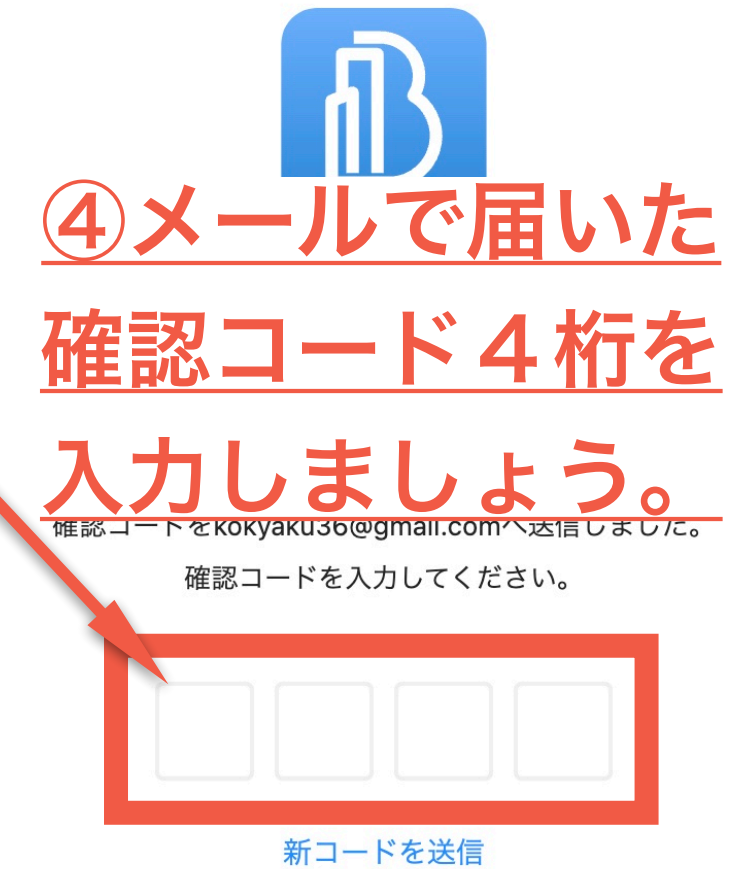 ④メールで届いた
確認コード４桁を
入力しましょう。
確認コードをkokyaku36@gmail.comへ送信しました。
確認コードを入力してください。
新コードを送信